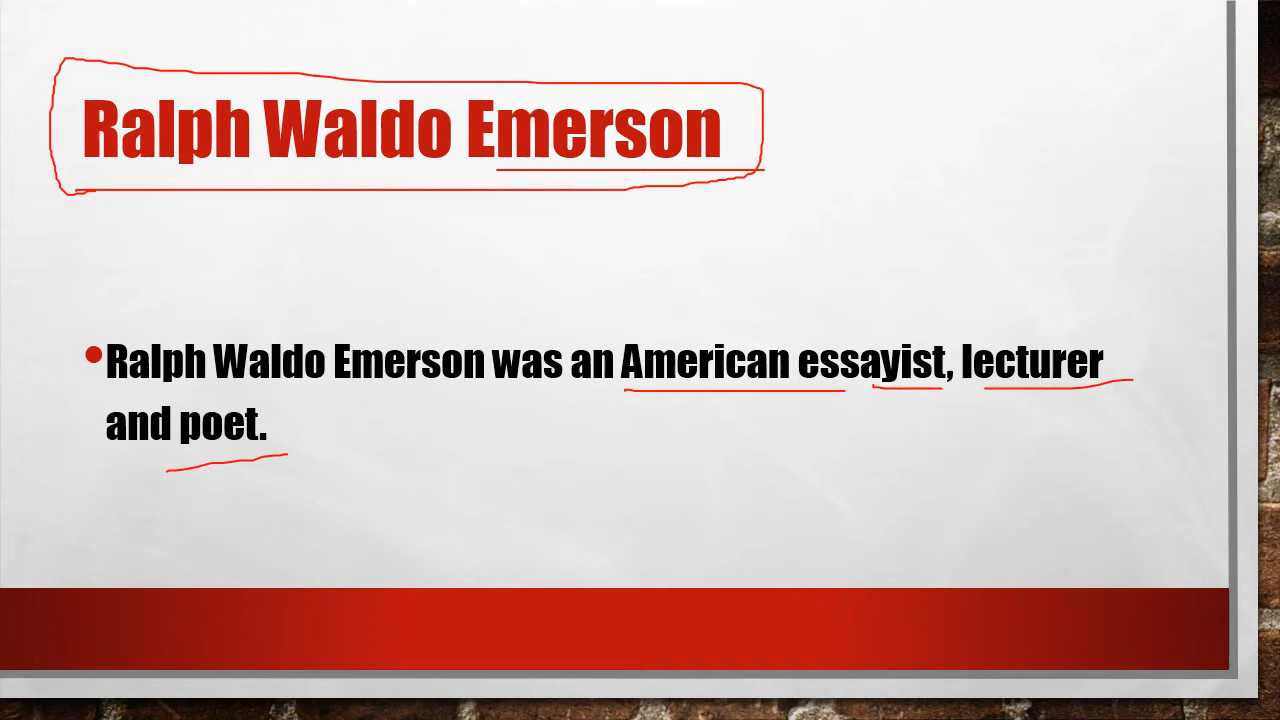 Ralph Waldo Emerson
•Ralph Waldo Emerson was an American essayist, lecturer
and poet.